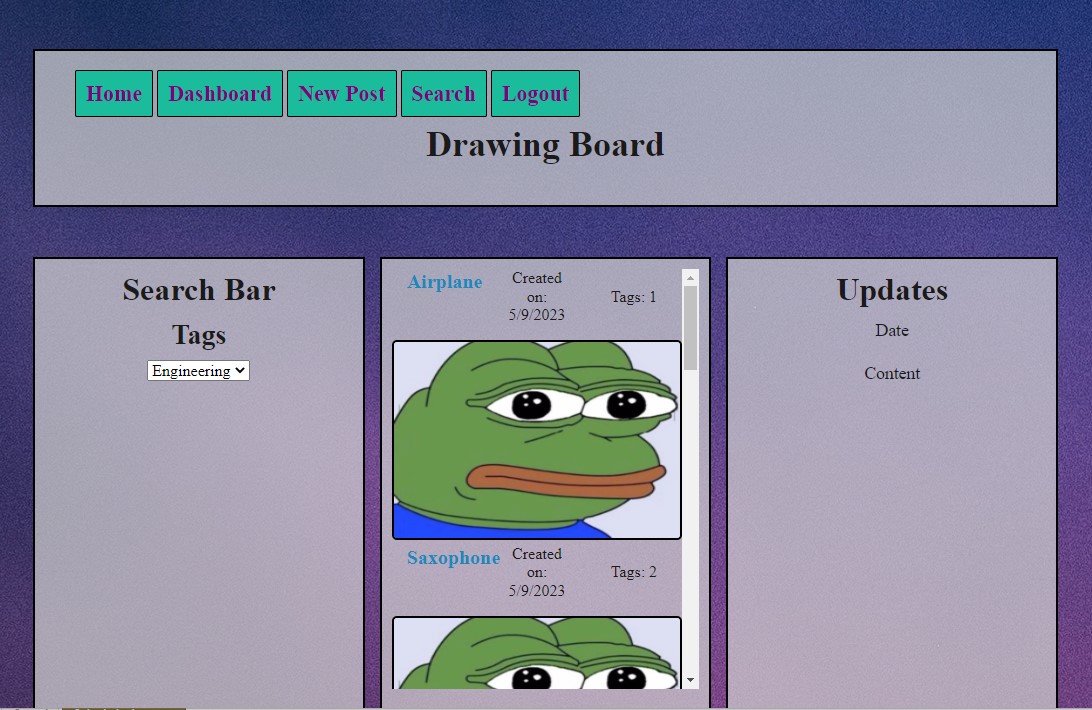 Home Dashboard New Post Search Logout
Drawing Board
Search Bar
Tags
Engineering
Airplane
Created
on:
5/9/2023
Tags: 1
Saxophone
Created
on:
5/9/2023
Tags: 2
Updates
Date
Content